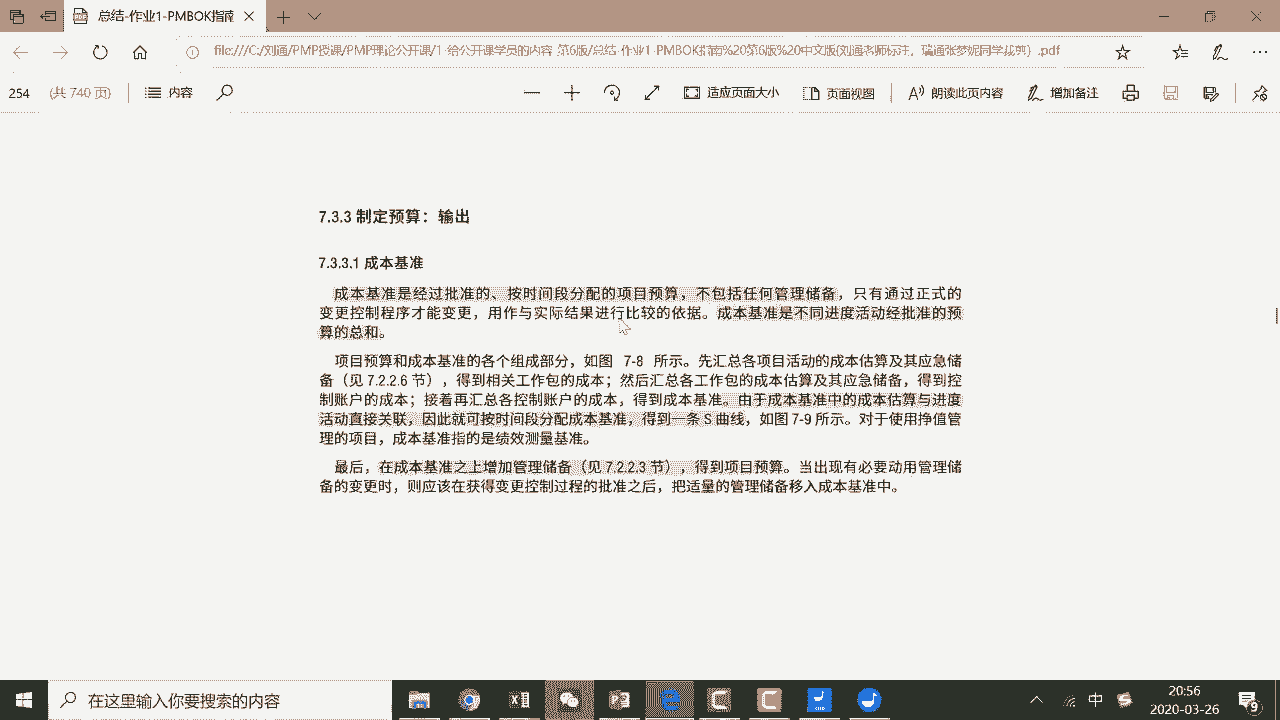 总结-作业1-PMBOK指南
file:///C:/刘通/PMP授课/PMP理论公开课/1-给公开课学员的内容-第6版/总结-作业1-PMBOK指南%20第6版%20中文版(刘通老师标注，瑞通张梦妮同学裁剪) .pdf
254 (共 740 页) 内容 适应页面大小 页面视图 朗读此页内容 增加备注
7.3.3 制定预算：输出
7.3.3.1 成本基准
成本基准是经过批准的、按时间段分配的项目预算，不包括任何管理储备，只有通过正式的
变更控制程序才能变更，用作与实际结果进行比较的依据。成本基准是不同进度活动经批准的预
算的总和。
项目预算和成本基准的各个组成部分，如图 7-8 所示。先汇总各项目活动的成本估算及其应急储
备（见 7.2.2.6 节），得到相关工作包的成本；然后汇总各工作包的成本估算及其应急储备，得到控
制账户的成本；接着再汇总各控制账户的成本，得到成本基准。由于成本基准中的成本估算与进度
活动直接关联，因此就可按时间段分配成本基准，得到一条 S 曲线，如图 7-9 所示。对于使用挣值管
理的项目，成本基准指的是绩效测量基准。
最后，在成本基准之上增加管理储备（见 7.2.2.3 节），得到项目预算。当出现有必要动用管理储
备的变更时，则应该在获得变更控制过程的批准之后，把适量的管理储备移入成本基准中。
在这里输入你要搜索的内容
中
20:56
2020-03-26